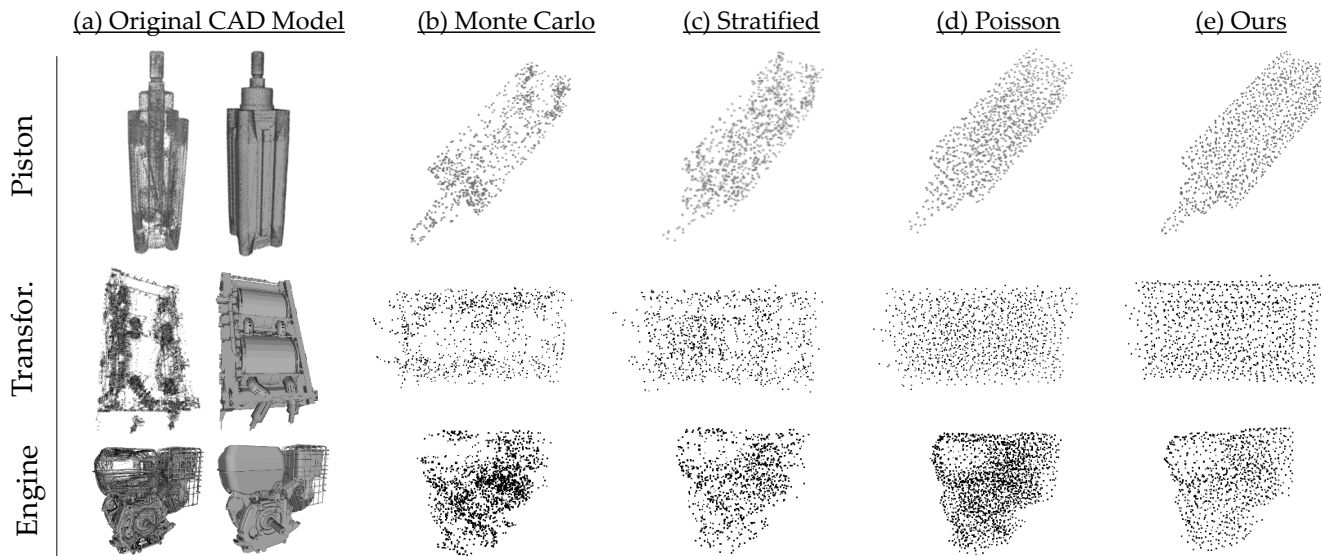 (a) Original CAD Model (b) Monte Carlo (c) Stratified (d) Poisson (e) Ours
Piston
Transfor.
Engine